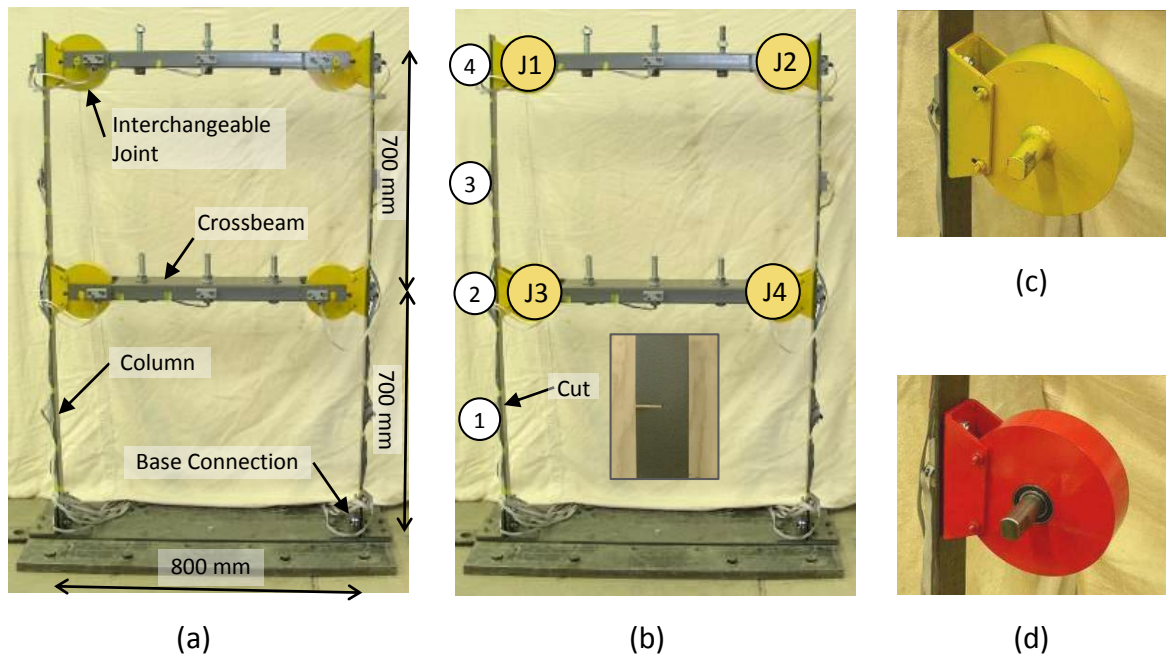 Interchangeable
Joint
Crossbeam
Column
Base Connection
700 mm
700 mm
800 mm
(a)
4
J1
J2
3
2
J3
J4
Cut
1
(b)
(c)
(d)